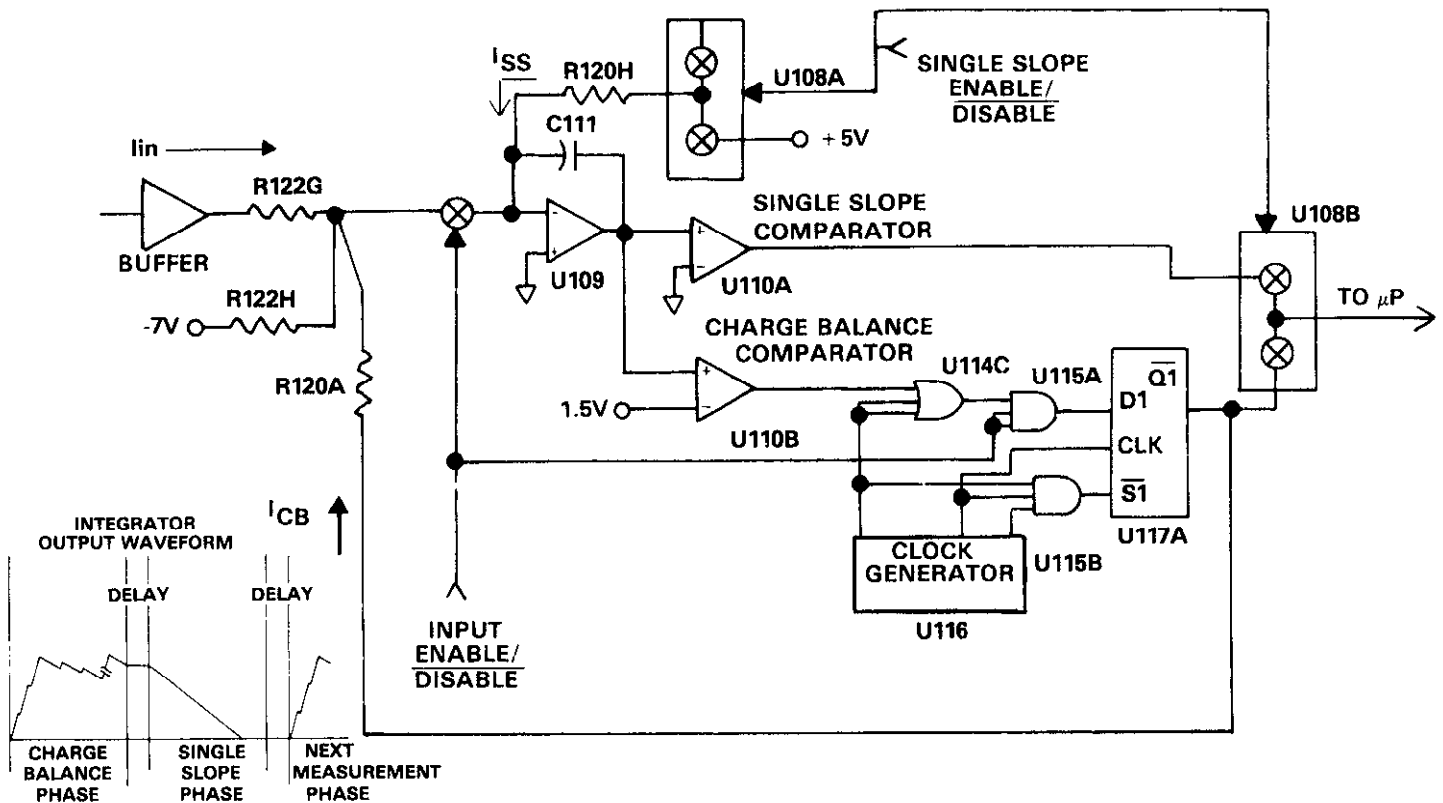 ISS
R120H
U108A
SINGLE SLOPE
ENABLE/
DISABLE
C111
+5V
Iin
R122G
BUFFER
SINGLE SLOPE
COMPARATOR
U108B
-
+
U109
+
-
U110A
TO μP
R122H
-7V
CHARGE BALANCE
COMPARATOR
R120A
U114C
U115A
Q1
D1
+
1.5V
-
U110B
CLK
S1
U117A
ICB
INTEGRATOR
OUTPUT WAVEFORM
CLOCK
GENERATOR
U115B
DELAY
DELAY
U116
INPUT
ENABLE/
DISABLE
CHARGE
BALANCE
PHASE
SINGLE
SLOPE
PHASE
NEXT
MEASUREMENT
PHASE